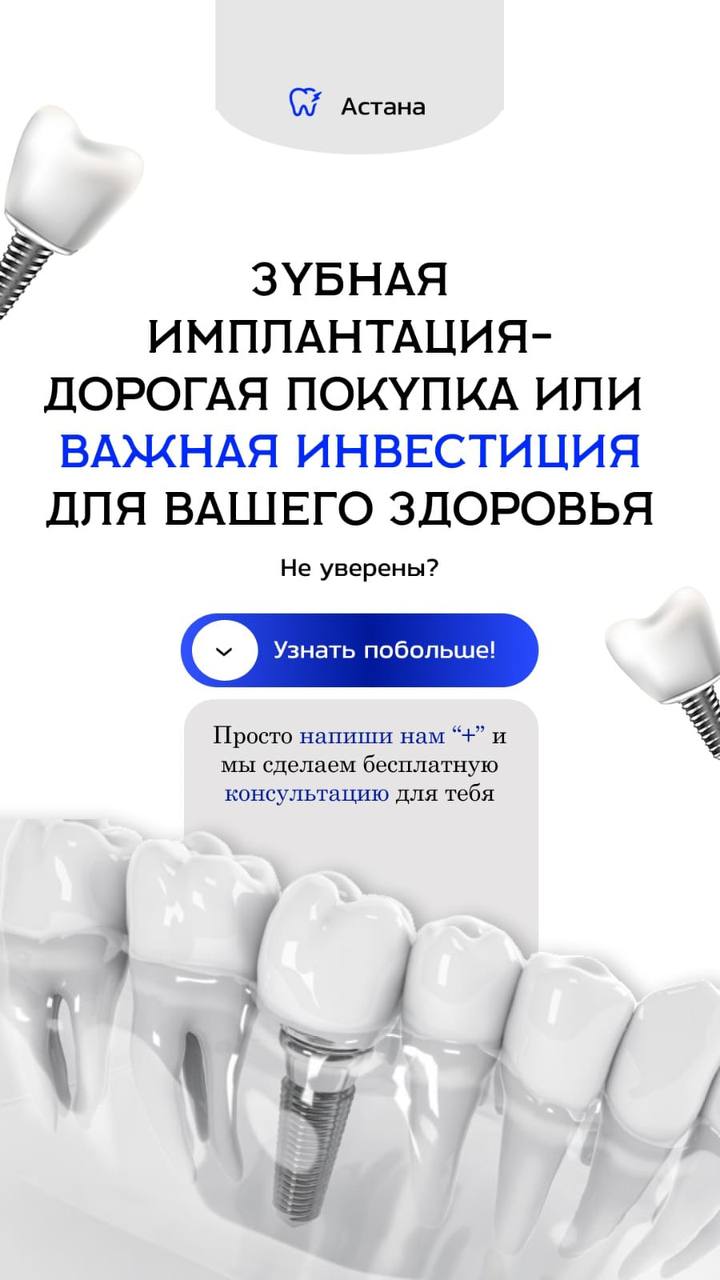 Астана
ЗУБНАЯ
ИМПЛАНТАЦИЯ-
ДОРОГАЯ ПОКУПКА ИЛИ
ВАЖНАЯ ИНВЕСТИЦИЯ
ДЛЯ ВАШЕГО ЗДОРОВЬЯ
Не уверены?
Узнать побольше!
Просто напиши нам “+” и
мы сделаем бесплатную
консультацию для тебя